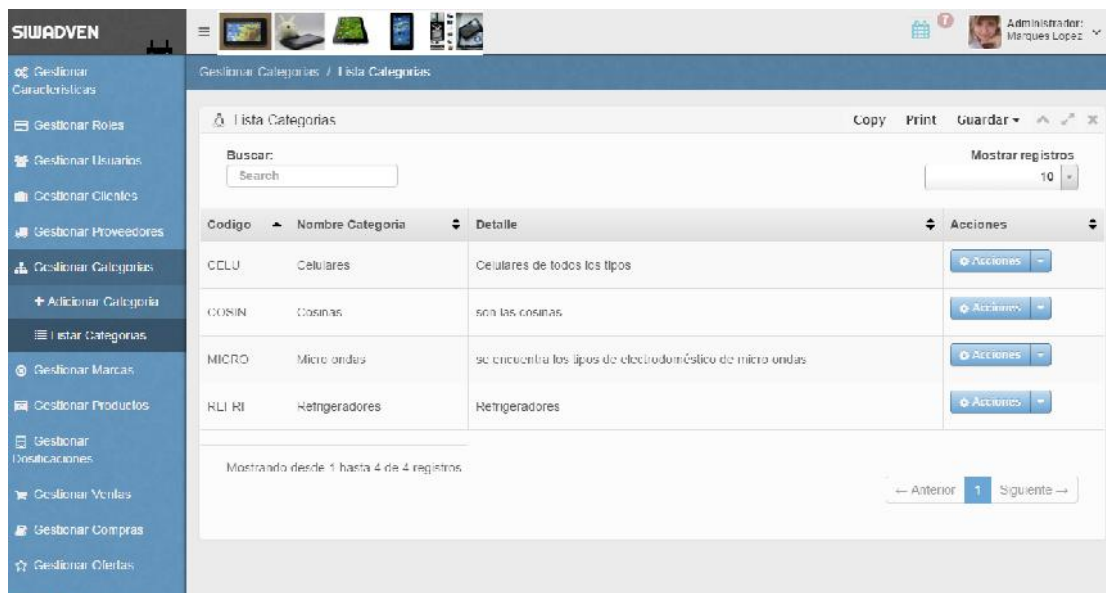 SIWADVEN
7
Administrador:
Marques Lopez
Gestionar
Caracteristicas
Gestionar Roles
Gestionar Usuarios
Gestionar Clientes
Gestionar Proveedores
Gestionar Categorias
Adicionar Categoria
Listar Categorias
Gestionar Marcas
Gestionar Productos
Gestionar
Dosificaciones
Gestionar Ventas
Gestionar Compras
Gestionar Ofertas
Gestionar Categorias / Lista Categorias
Lista Categorias
Copy Print Guardar
Buscar:
Search
Mostrar registros
10
Codigo Nombre Categoria Detalle Acciones
CELU Celulares Celulares de todos los tipos Acciones
COSIN Cosinas son las cosinas Acciones
MICRO Micro ondas se encuentra los tipos de electrodoméstico de micro ondas Acciones
REFRI Refrigeradores Refrigeradores Acciones
Mostrando desde 1 hasta 4 de 4 registros
← Anterior 1 Siguiente →